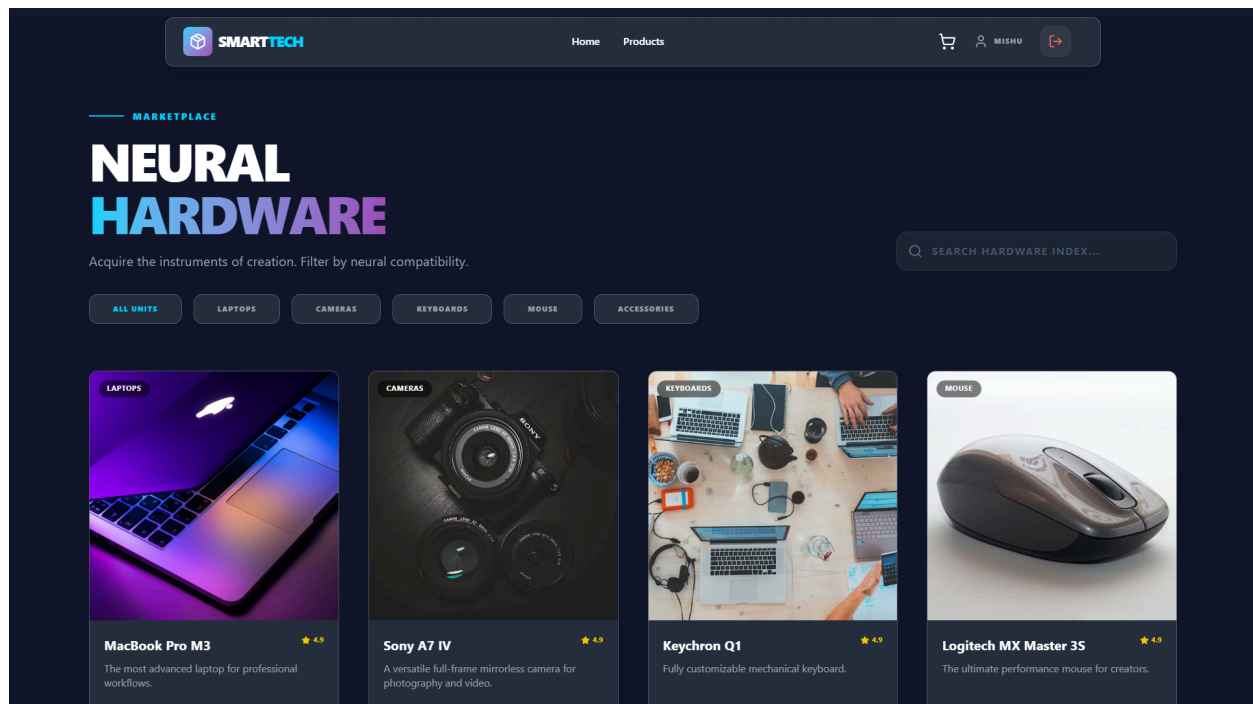 SMARTTECH
Home
Products
MISHU
MARKETPLACE
NEURAL
HARDWARE
Acquire the instruments of creation. Filter by neural compatibility.
SEARCH HARDWARE INDEX...
ALL UNITS
LAPTOPS
CAMERAS
KEYBOARDS
MOUSE
ACCESSORIES
LAPTOPS
CAMERAS
SONY
KEYBOARDS
MOUSE
MacBook Pro M3
4.9
The most advanced laptop for professional
workflows.
Sony A7 IV
4.9
A versatile full-frame mirrorless camera for
photography and video.
Keychron Q1
4.9
Fully customizable mechanical keyboard.
Logitech MX Master 3S
4.9
The ultimate performance mouse for creators.